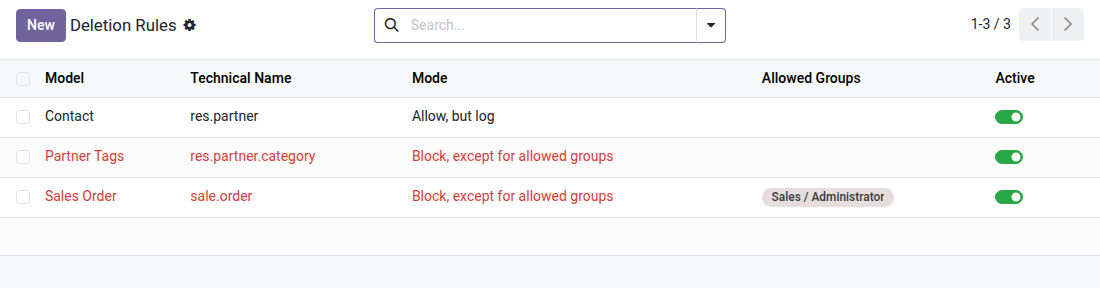 New Deletion Rules Search... 1-3 / 3
Model Technical Name Mode Allowed Groups Active
Contact res.partner Allow, but log
Partner Tags res.partner.category Block, except for allowed groups
Sales Order sale.order Block, except for allowed groups Sales / Administrator